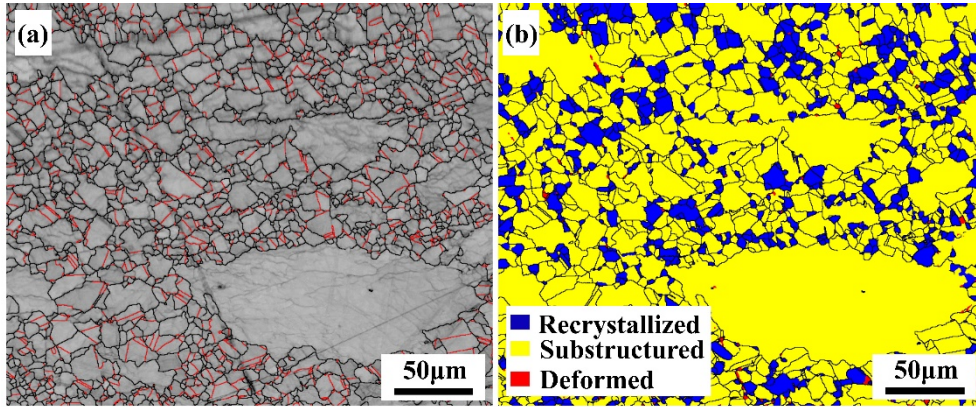 (a)
50μm
(b)
Recrystallized
Substructured
Deformed
50μm